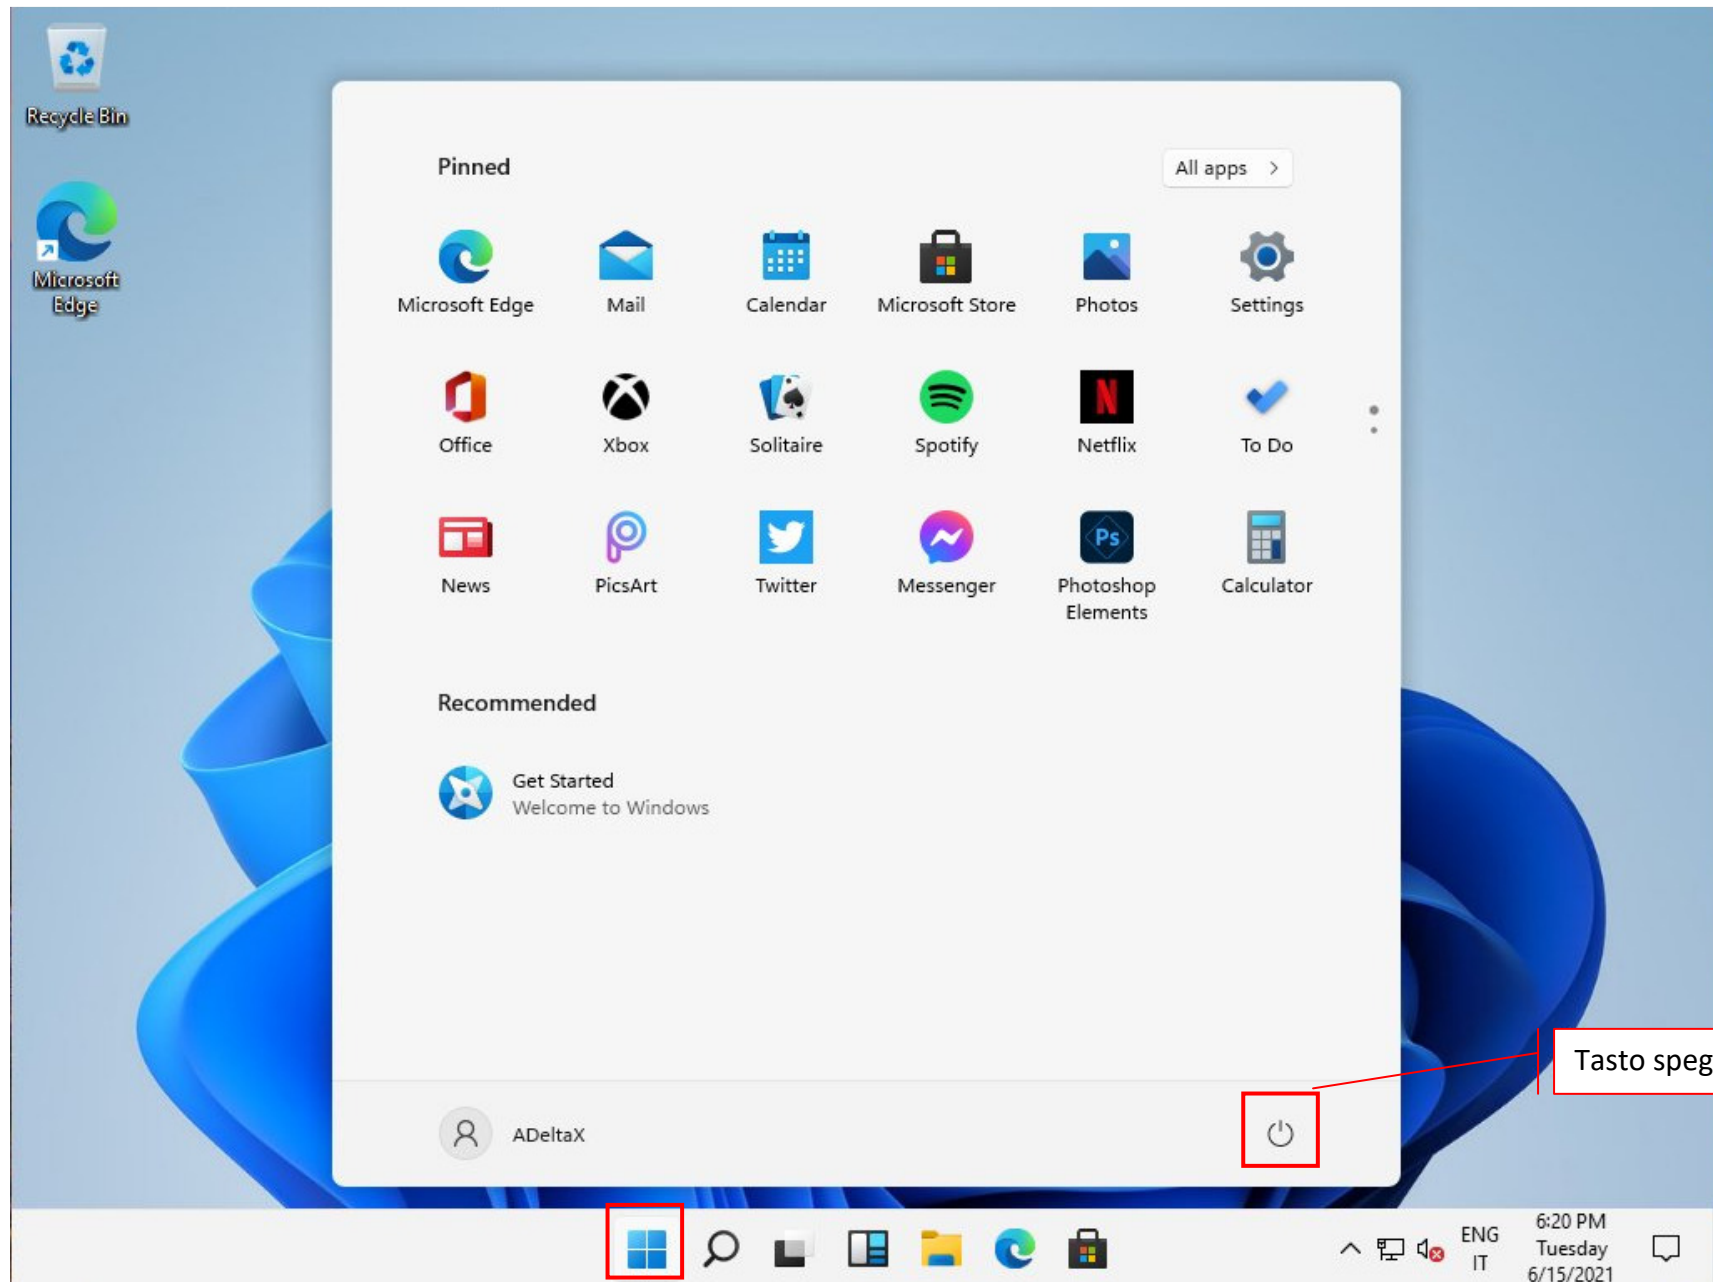 Recycle Bin
Microsoft
Edge
Pinned
All apps
Microsoft Edge
Mail
Calendar
Microsoft Store
Photos
Settings
Office
Xbox
Solitaire
Spotify
Netflix
To Do
News
PicsArt
Twitter
Messenger
Photoshop
Elements
Calculator
Ps
Recommended
Get Started
Welcome to Windows
Tasto speg
ADeltaX
ENG
IT
6:20 PM
Tuesday
6/15/2021